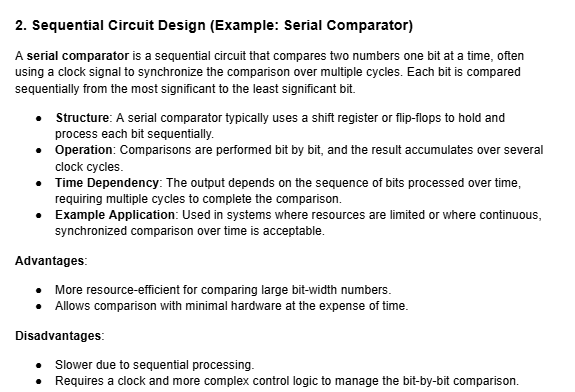 2. Sequential Circuit Design (Example: Serial Comparator)
A serial comparator is a sequential circuit that compares two numbers one bit at a time, often
using a clock signal to synchronize the comparison over multiple cycles. Each bit is compared
sequentially from the most significant to the least significant bit.
● Structure: A serial comparator typically uses a shift register or flip-flops to hold and
process each bit sequentially.
● Operation: Comparisons are performed bit by bit, and the result accumulates over several
clock cycles.
● Time Dependency: The output depends on the sequence of bits processed over time,
requiring multiple cycles to complete the comparison.
● Example Application: Used in systems where resources are limited or where continuous,
synchronized comparison over time is acceptable.
Advantages:
● More resource-efficient for comparing large bit-width numbers.
● Allows comparison with minimal hardware at the expense of time.
Disadvantages:
● Slower due to sequential processing.
● Requires a clock and more complex control logic to manage the bit-by-bit comparison.